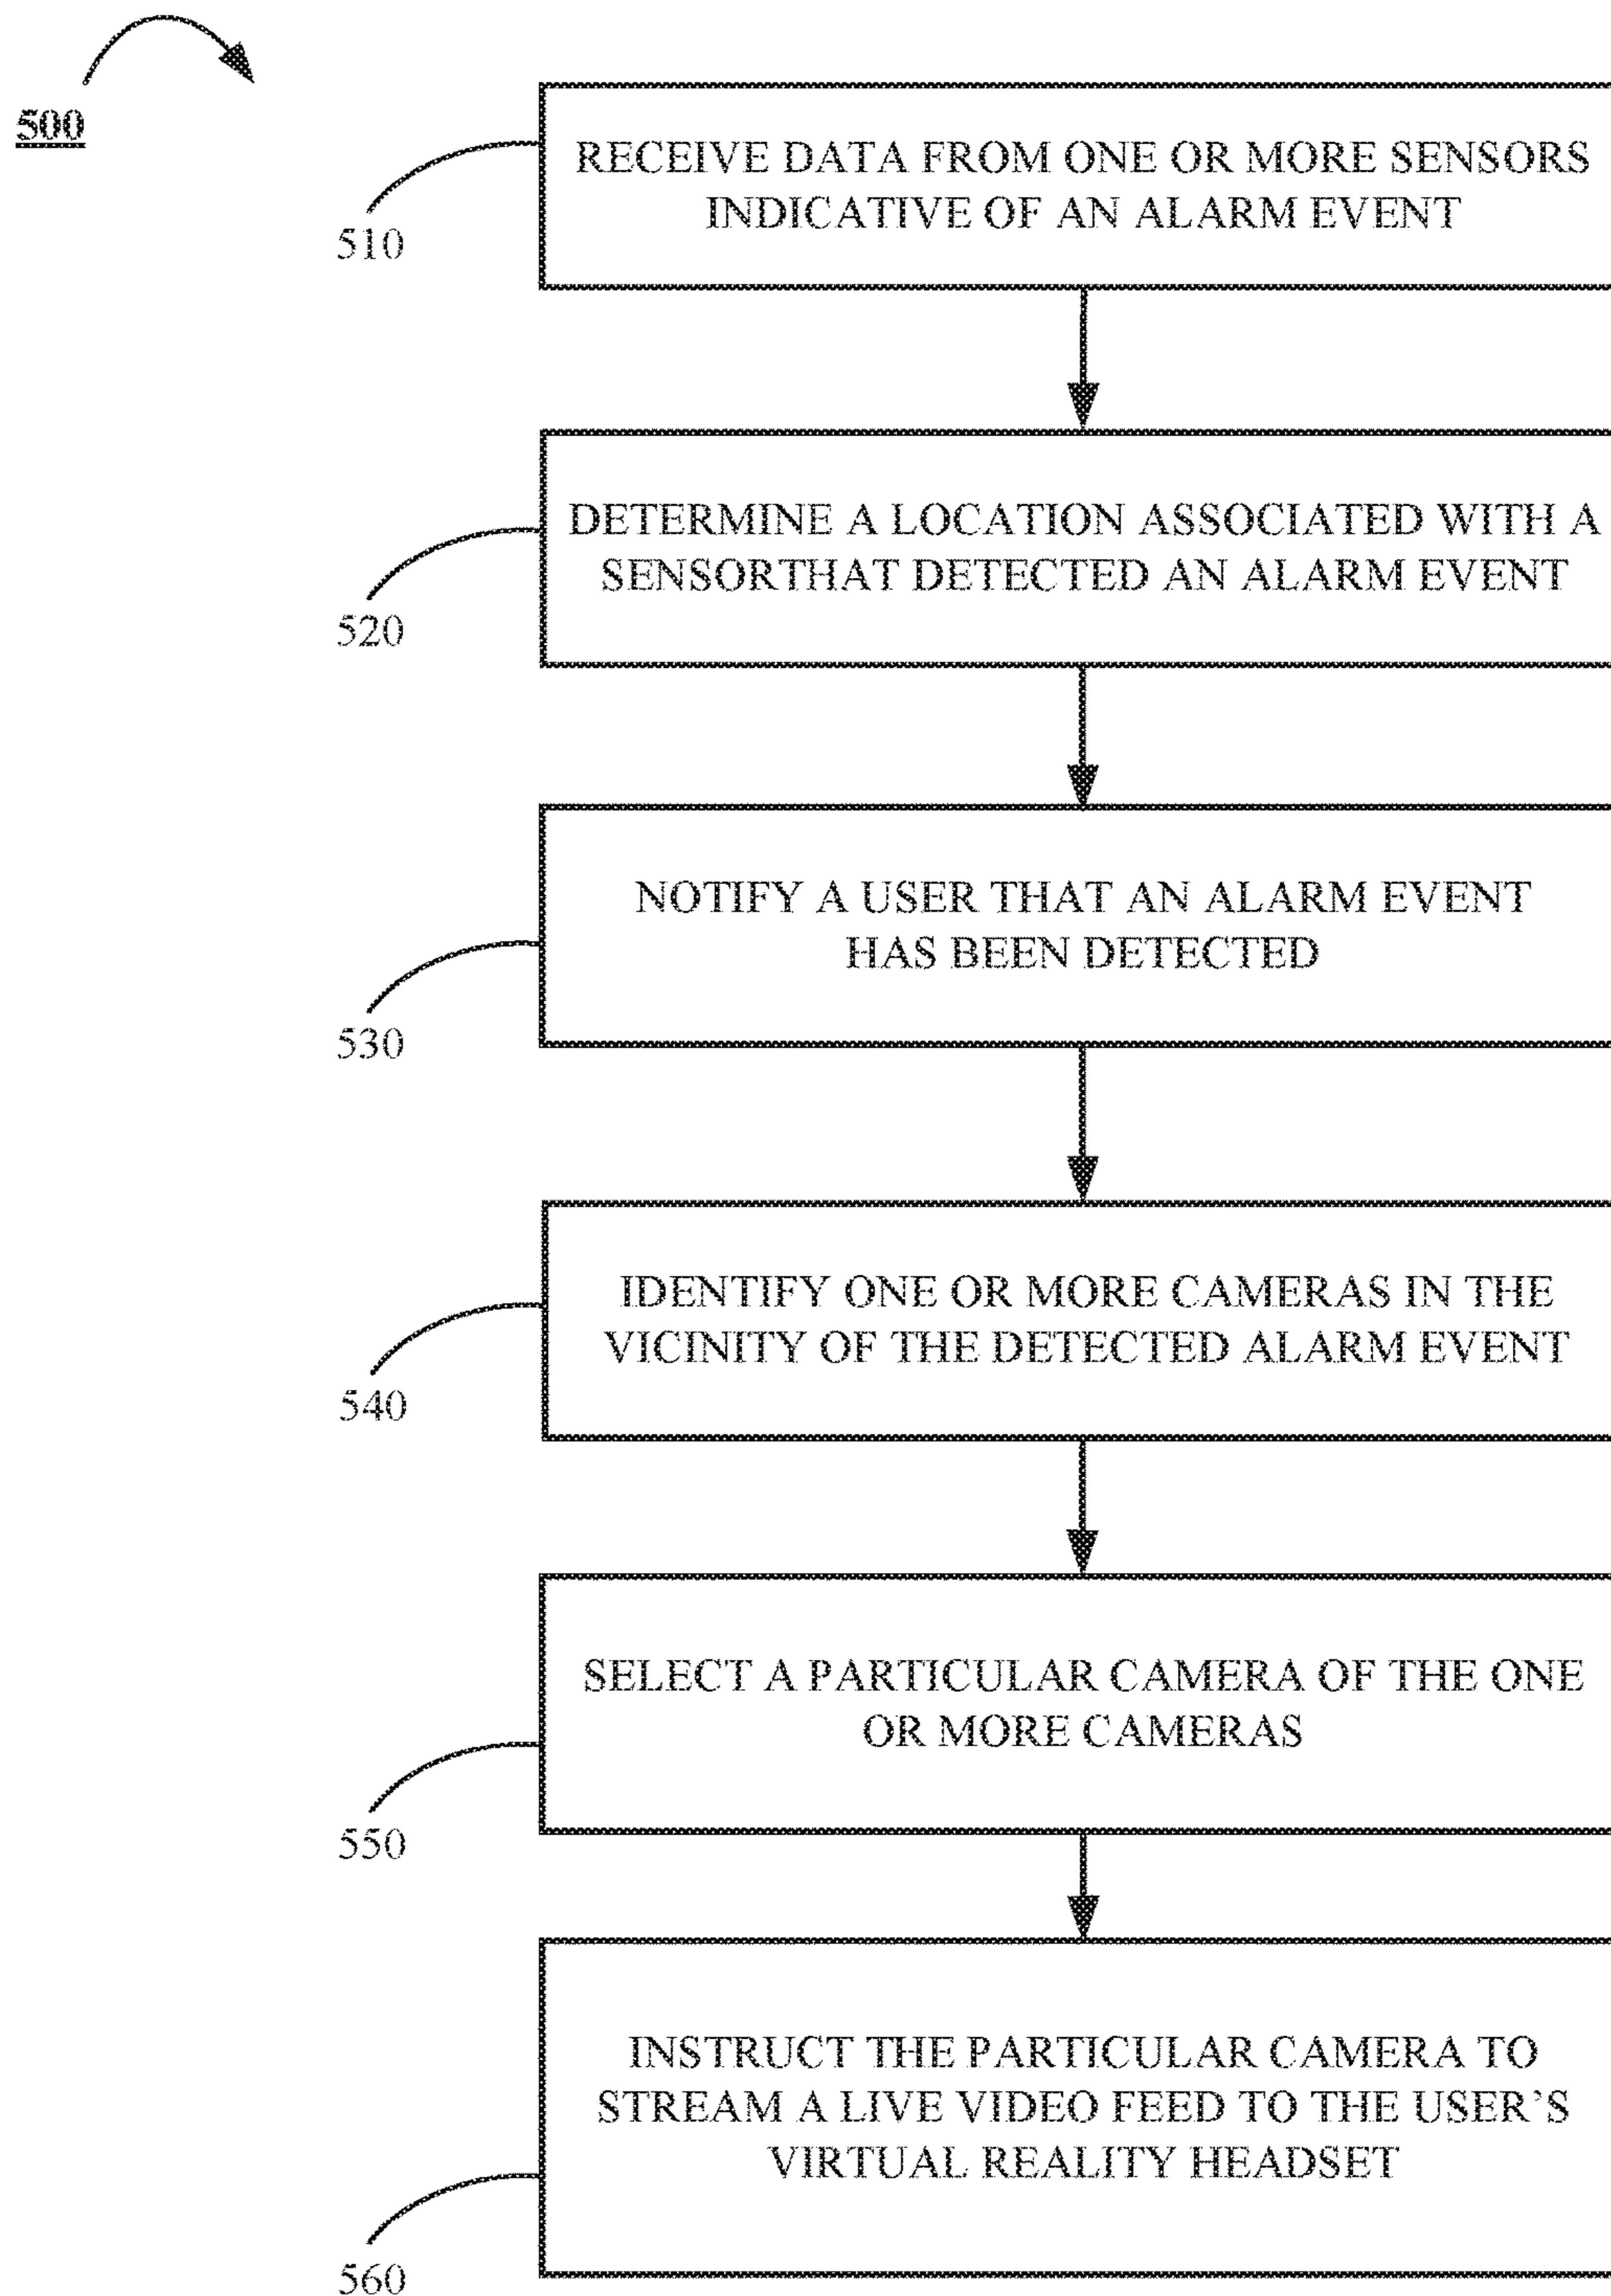 500
RECEIVE DATA FROM ONE OR MORE SENSORS
INDICATIVE OF AN ALARM EVENT
510
DETERMINE A LOCATION ASSOCIATED WITH A
SENSORTHAT DETECTED AN ALARM EVENT
520
NOTIFY A USER THAT AN ALARM EVENT
HAS BEEN DETECTED
530
IDENTIFY ONE OR MORE CAMERAS IN THE
VICINITY OF THE DETECTED ALARM EVENT
540
SELECT A PARTICULAR CAMERA OF THE ONE
OR MORE CAMERAS
550
INSTRUCT THE PARTICULAR CAMERA TO
STREAM A LIVE VIDEO FEED TO THE USER’S
VIRTUAL REALITY HEADSET
560